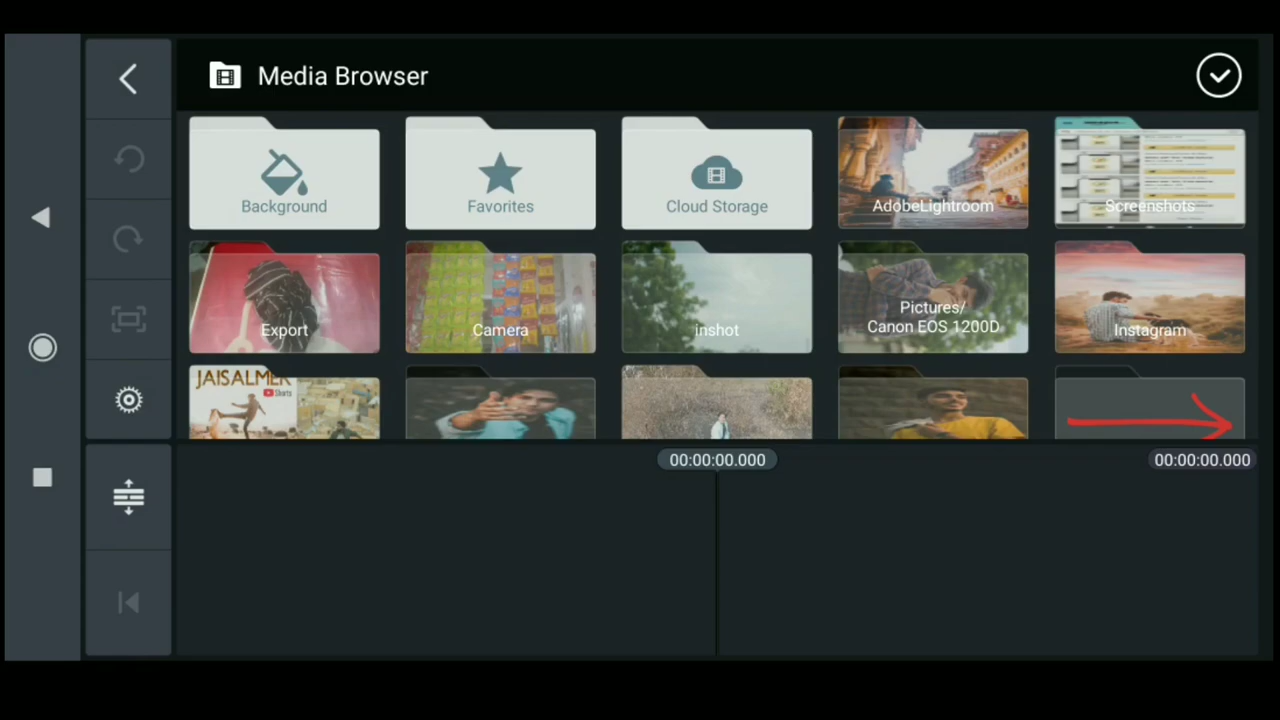 Media Browser
Background
Favorites
Cloud Storage
AdobeLightroom
Screenshots
Export
Camera
inshot
Pictures/
Canon EOS 1200D
Instagram
JAISALMER
Shorts
00:00:00.000
00:00:00.000